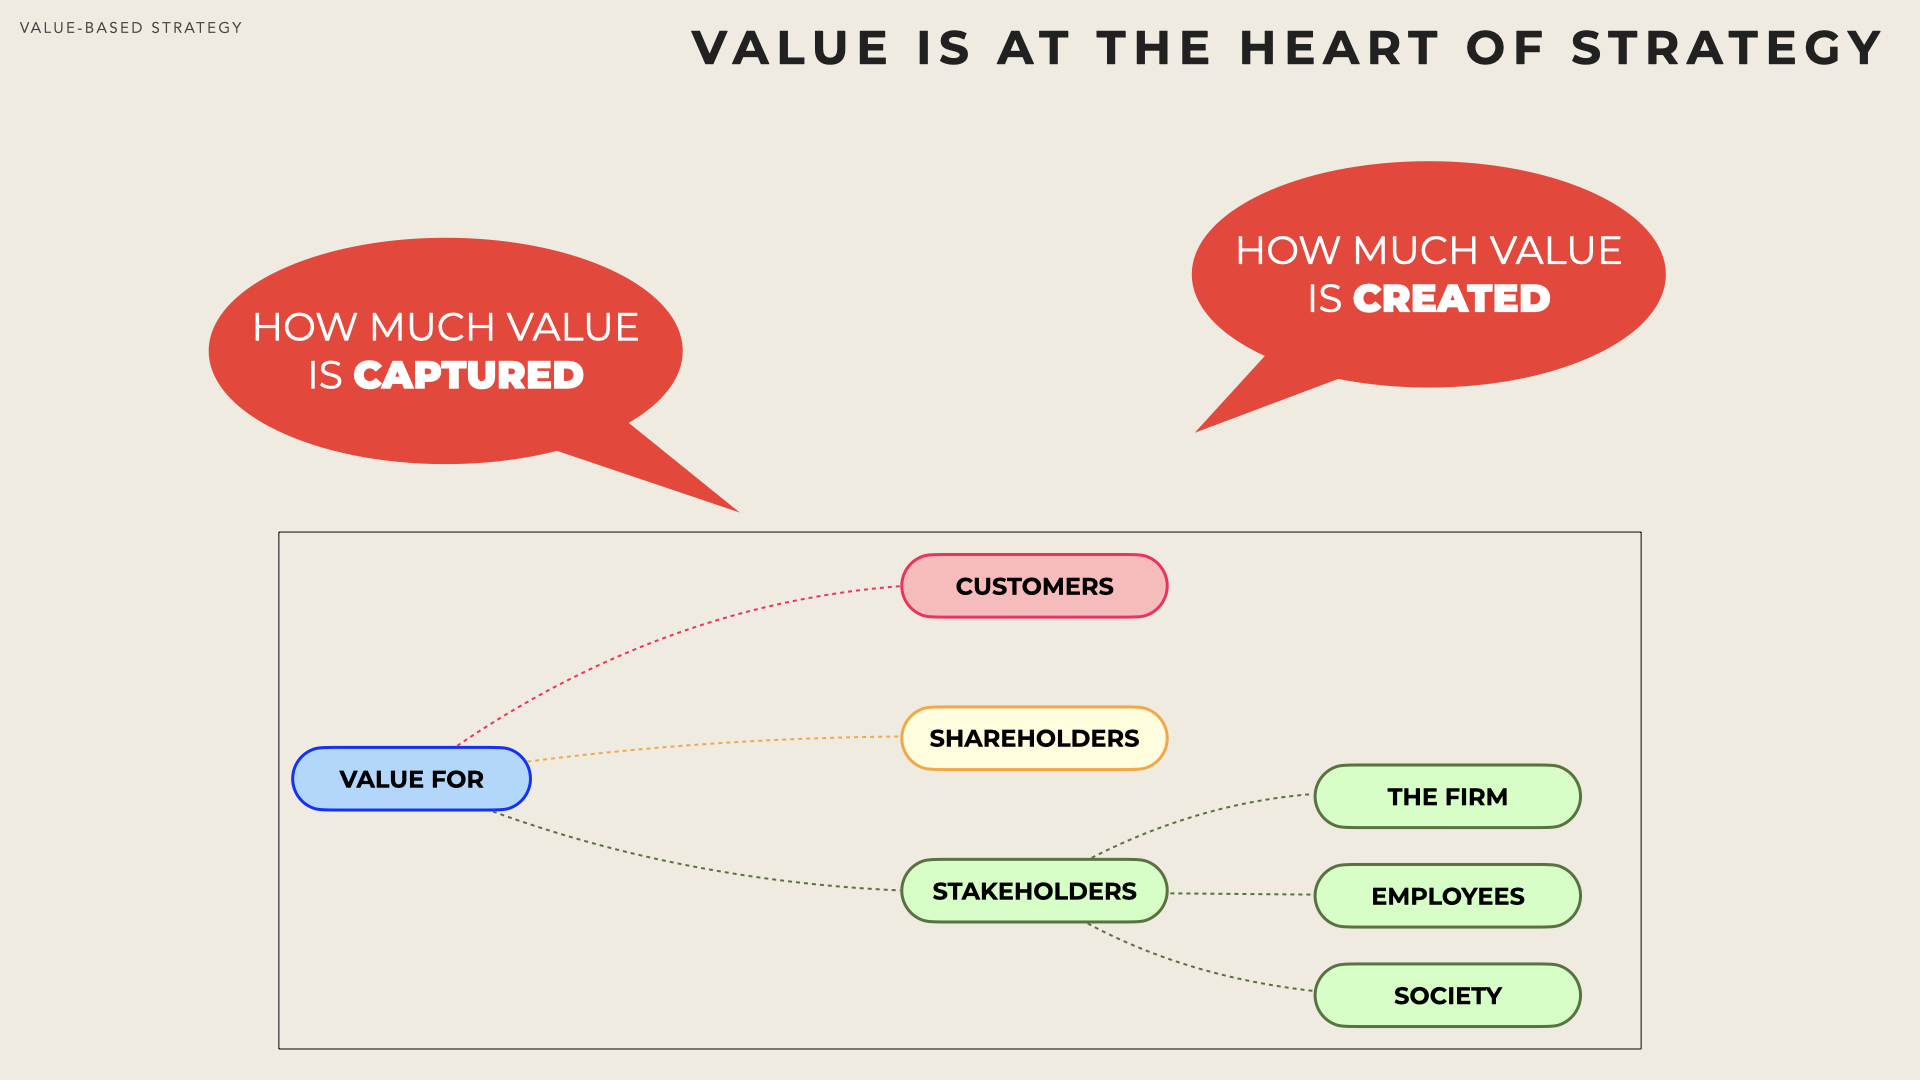 VALUE-BASED STRATEGY
VALUE IS AT THE HEART OF STRATEGY
HOW MUCH VALUE
IS CAPTURED
HOW MUCH VALUE
IS CREATED
VALUE FOR
CUSTOMERS
SHAREHOLDERS
STAKEHOLDERS
THE FIRM
EMPLOYEES
SOCIETY